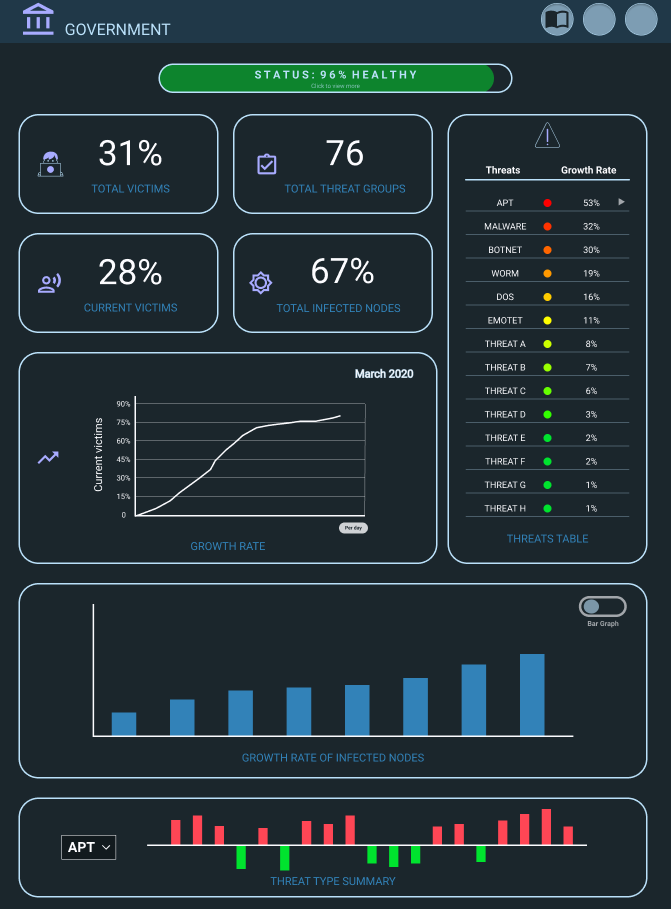 GOVERNMENT
STATUS: 96% HEALTHY
Click to view more
31%
TOTAL VICTIMS
76
TOTAL THREAT GROUPS
28%
CURRENT VICTIMS
67%
TOTAL INFECTED NODES
Threats Growth Rate
APT 53%
MALWARE 32%
BOTNET 30%
WORM 19%
DOS 16%
EMOTET 11%
THREAT A 8%
THREAT B 7%
THREAT C 6%
THREAT D 3%
THREAT E 2%
THREAT F 2%
THREAT G 1%
THREAT H 1%
THREATS TABLE
March 2020
Current victims
90%
75%
60%
45%
30%
15%
0
Per day
GROWTH RATE
Bar Graph
GROWTH RATE OF INFECTED NODES
APT
THREAT TYPE SUMMARY